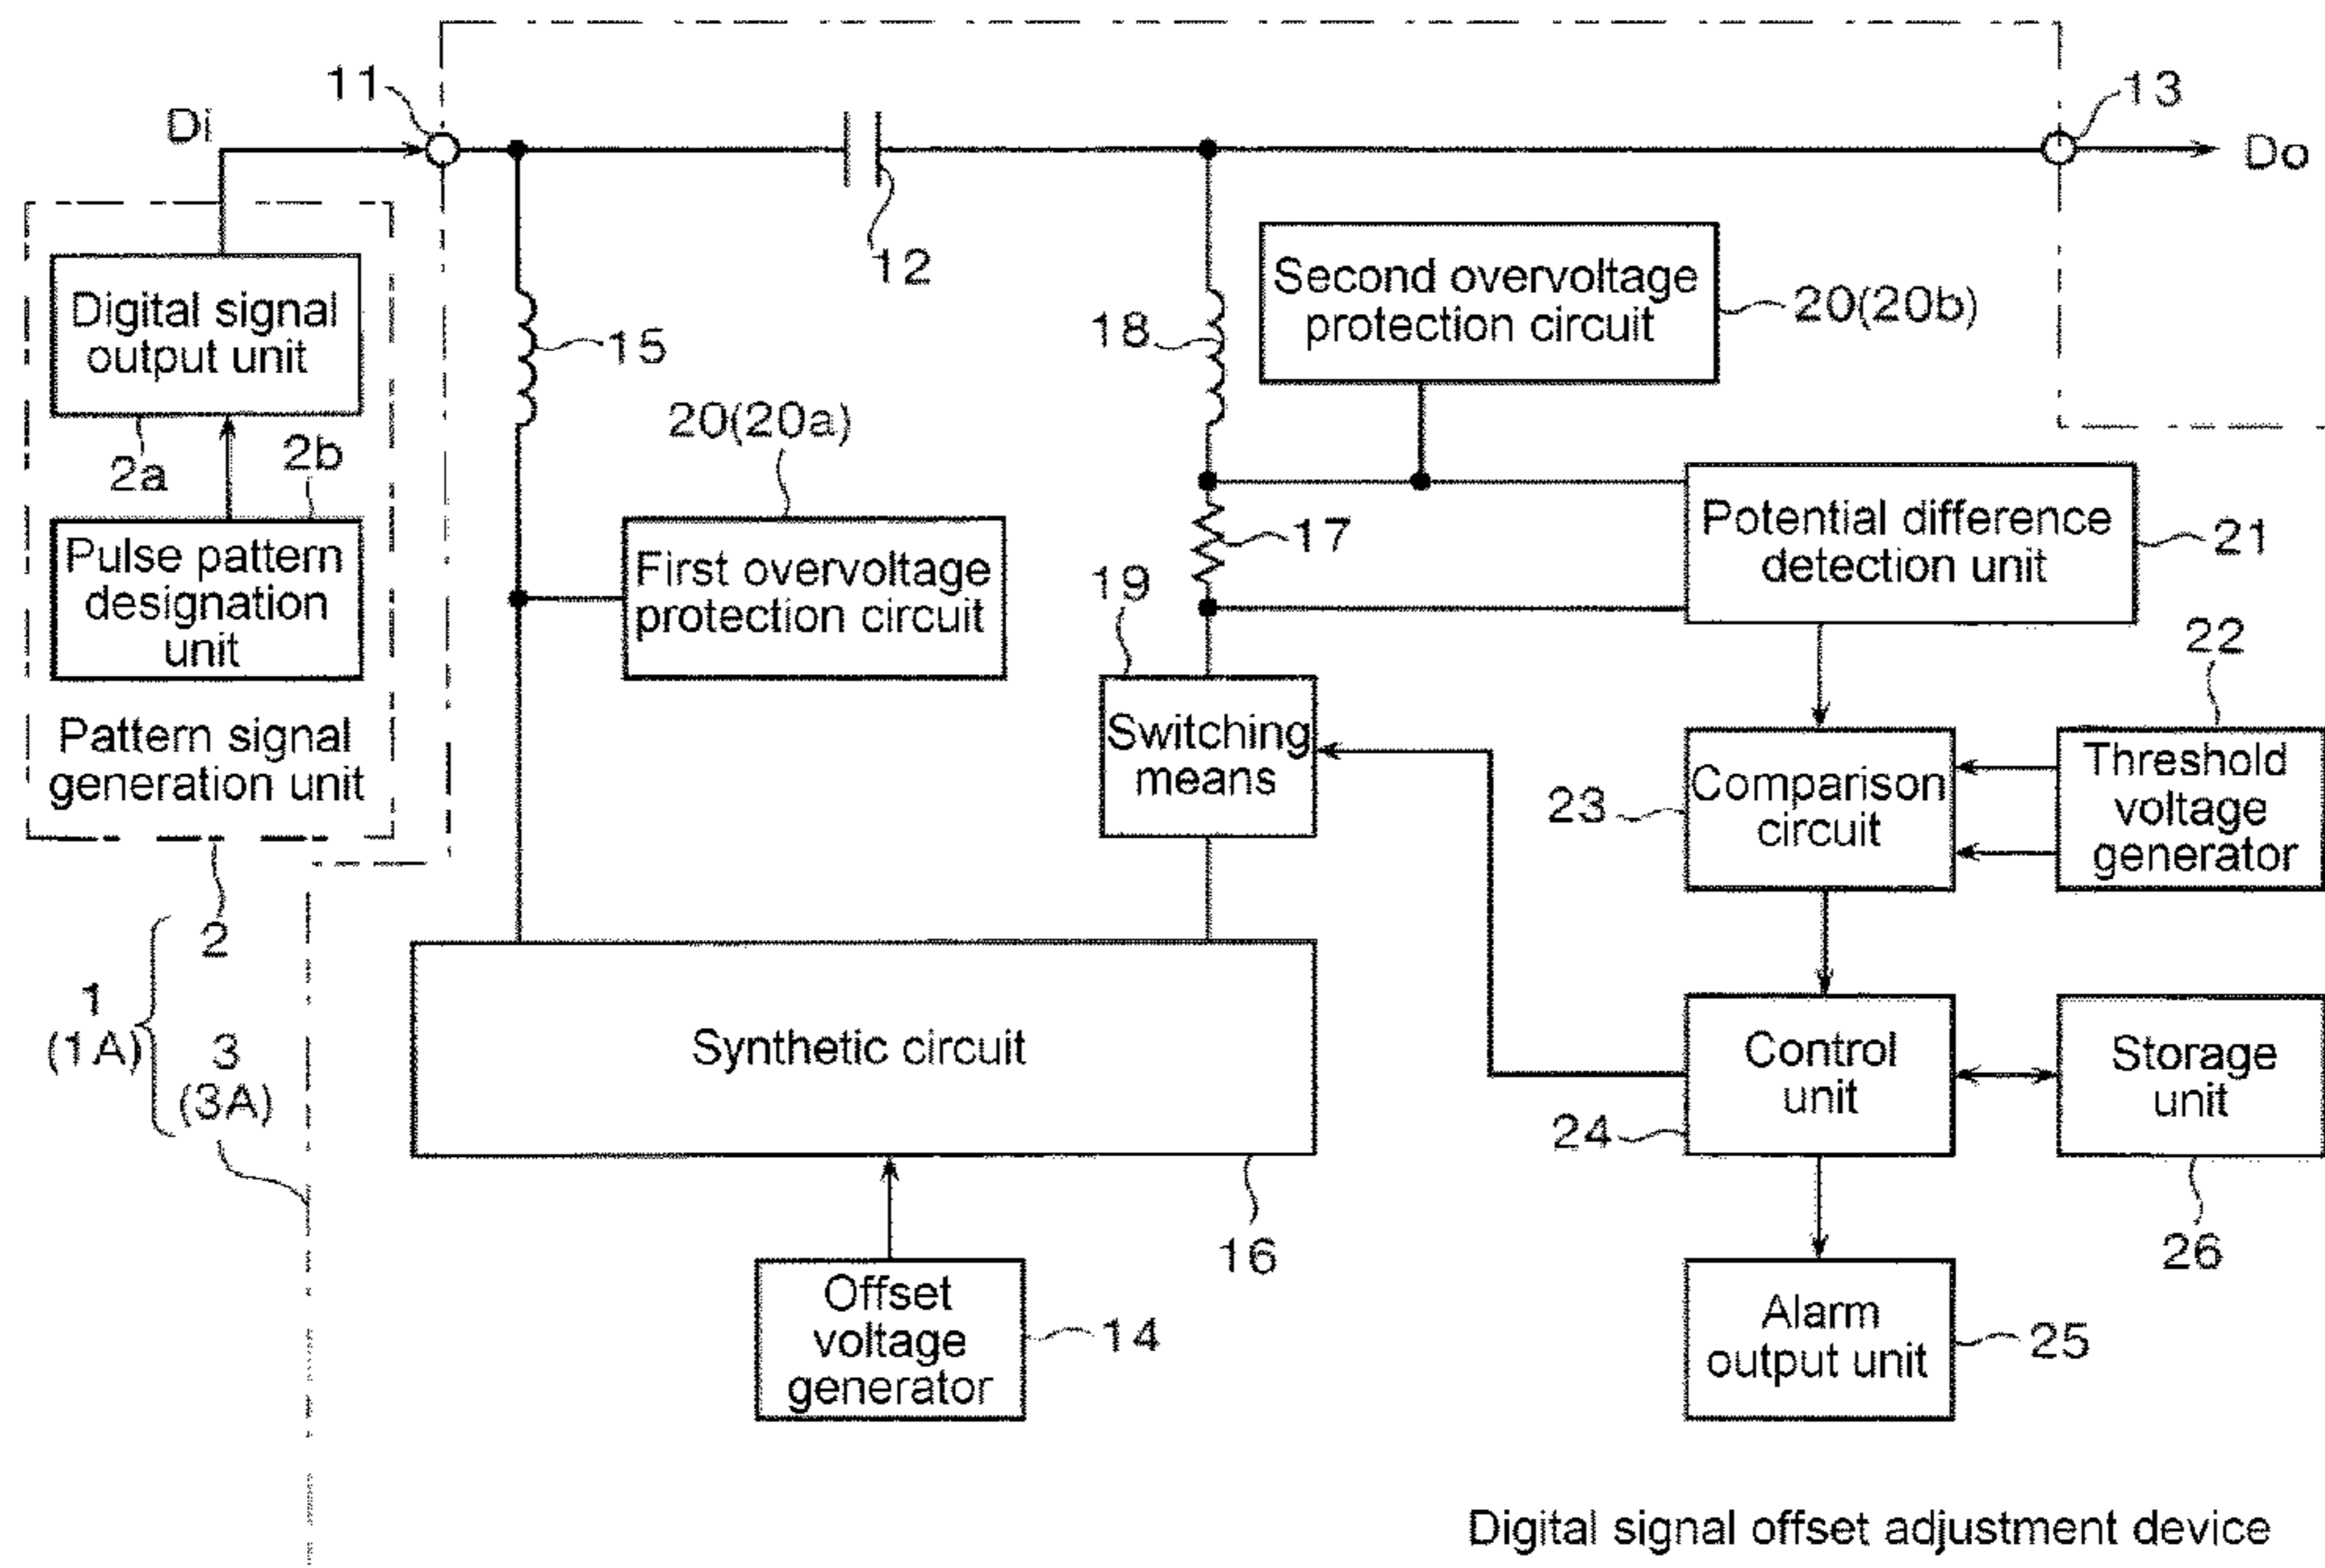 11
13
Di
Do
12
Digital signal
output unit
Second overvoltage
protection circuit
20(20b)
18
15
20(20a)
2a
2b
Pulse pattern
designation
unit
First overvoltage
protection circuit
17
Potential difference
detection unit
21
19
22
Pattern signal
generation unit
Switching
means
23
Comparison
circuit
Threshold
voltage
generator
2
1
(1A)
3
(3A)
Synthetic circuit
Control
unit
Storage
unit
24
16
26
Offset
voltage
generator
14
Alarm
output unit
25
Digital signal offset adjustment device